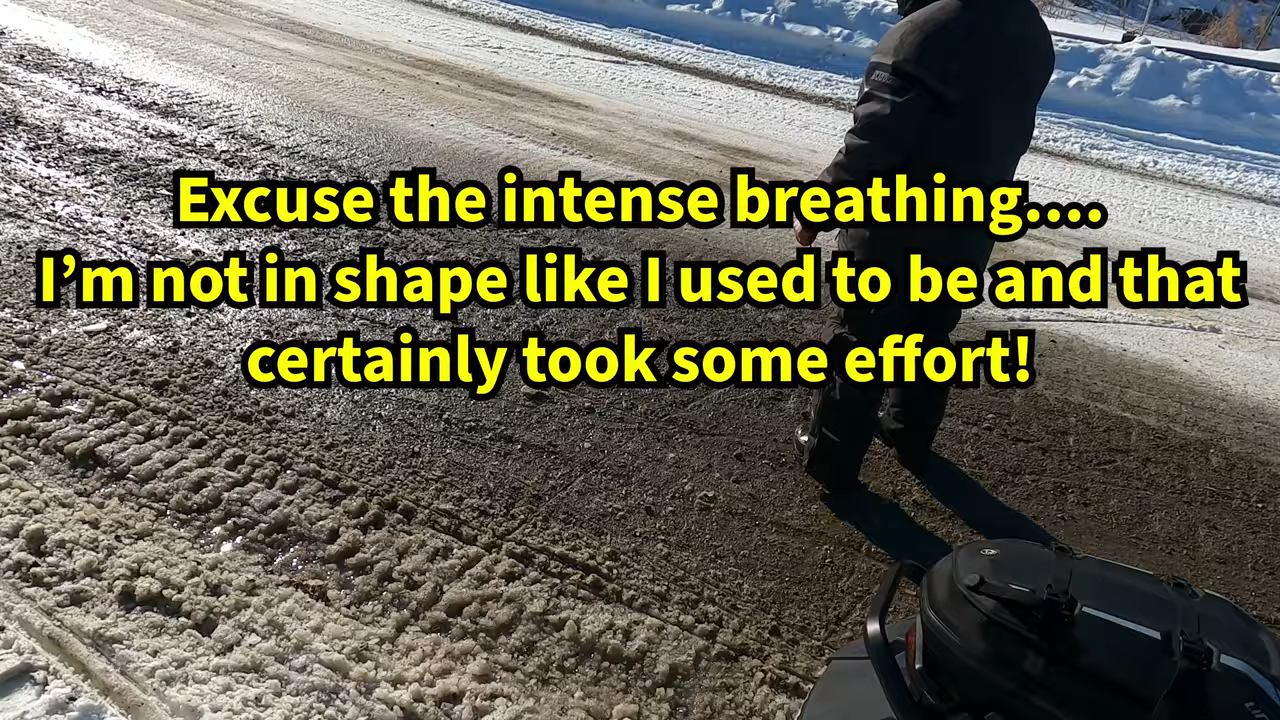 Excuse the intense breathing....
I’m not in shape like I used to be and that
certainly took some effort!